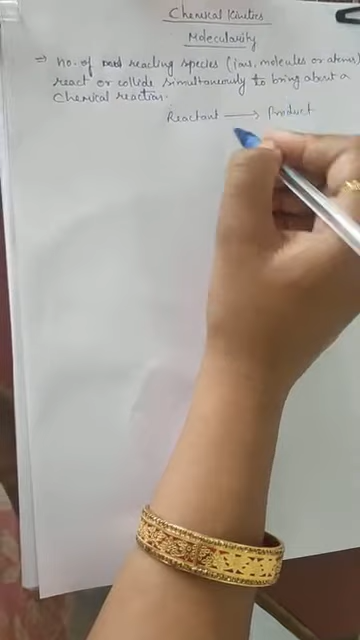 Chemical Kinetics
Molecularity
⇒ no. of reacting species (ions, molecules or atoms)
react or collide simultaneously to bring about a
Chemical reaction.
Reactant ⟶ Product